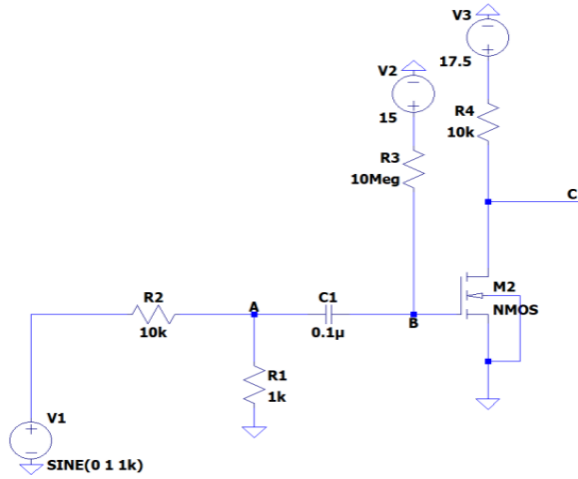 V3
17.5
V2
15
R4
10k
R3
10Meg
C
M2
NMOS
R2
10k
A
C1
0.1µ
B
R1
1k
V1
SINE(0 1 1k)